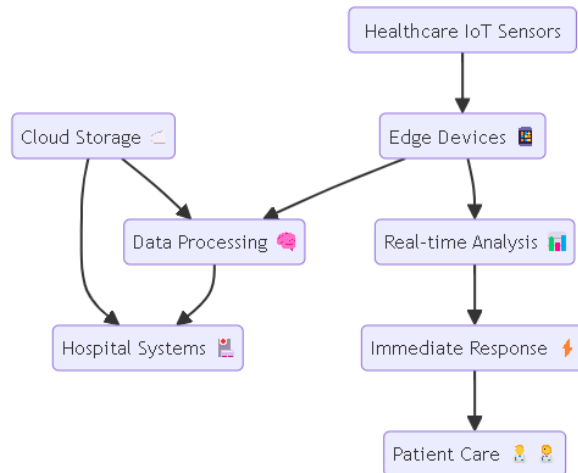 Healthcare IoT Sensors
Cloud Storage
Edge Devices
Data Processing
Real-time Analysis
Hospital Systems
Immediate Response
Patient Care